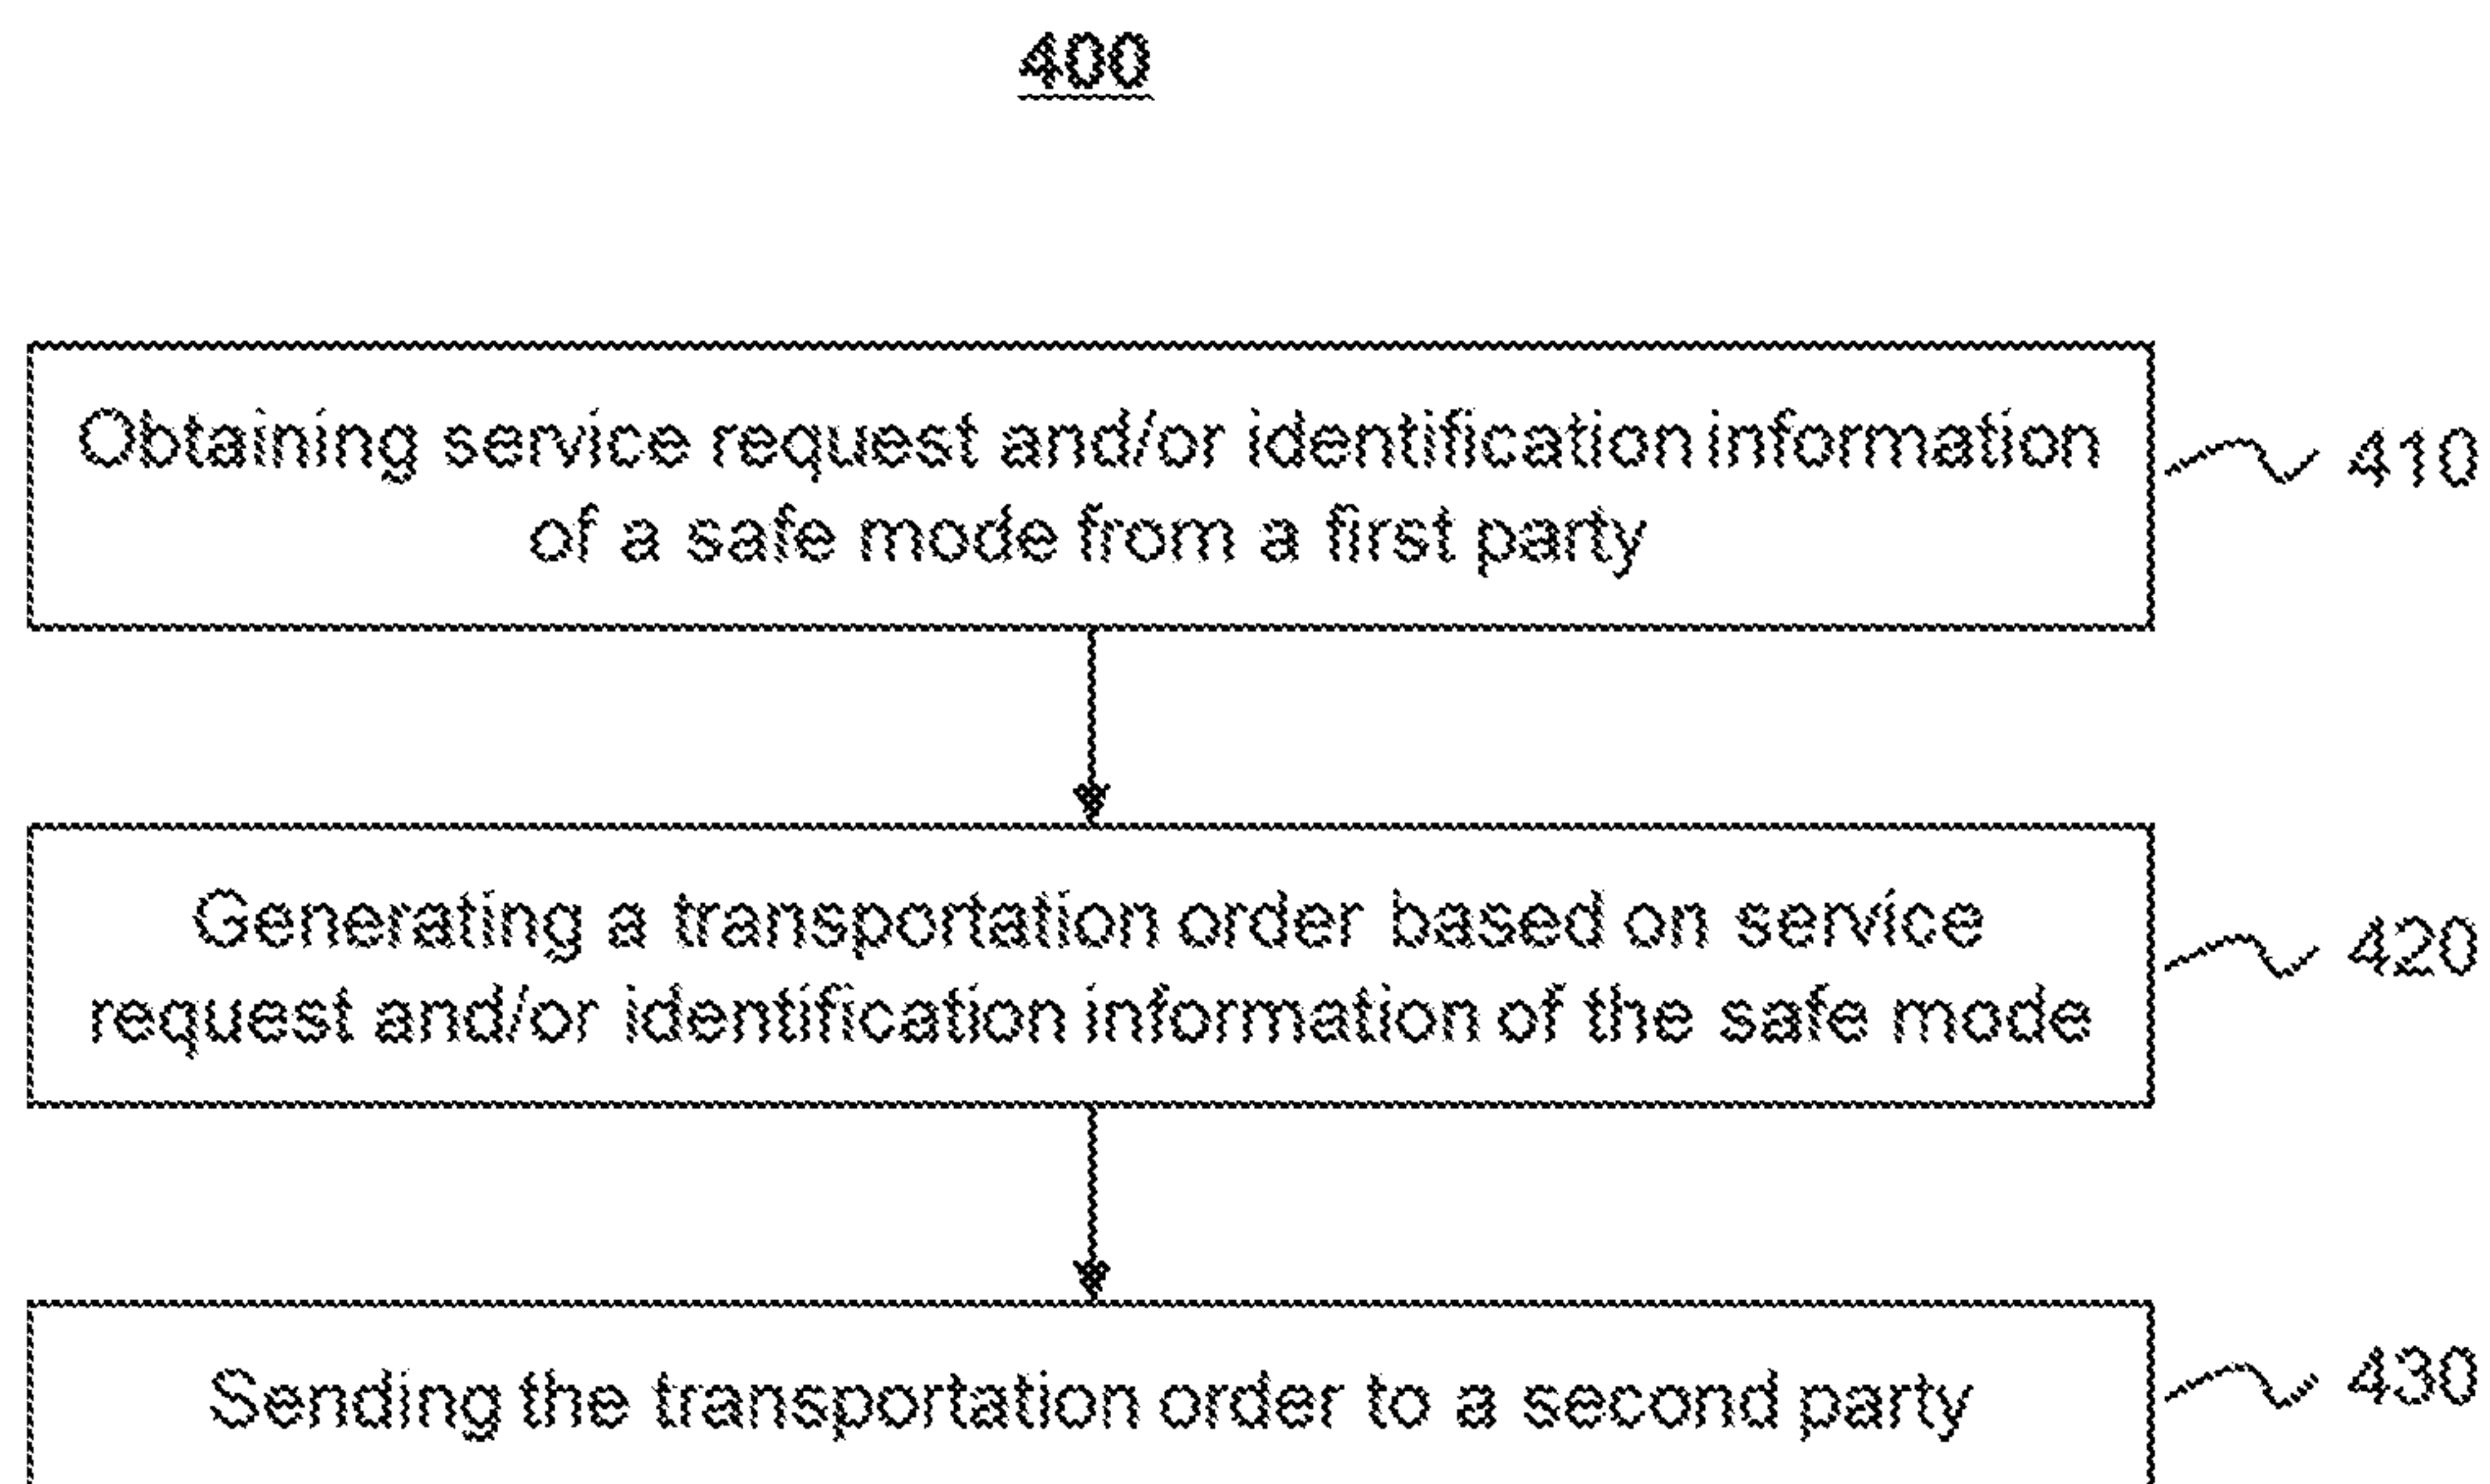 400
Obtaining service request and/or identification information
of a safe mode from a first party
410
Generating a transportation order based on service
request and/or identification information of the safe mode
420
Sending the transportation order to a second party
430